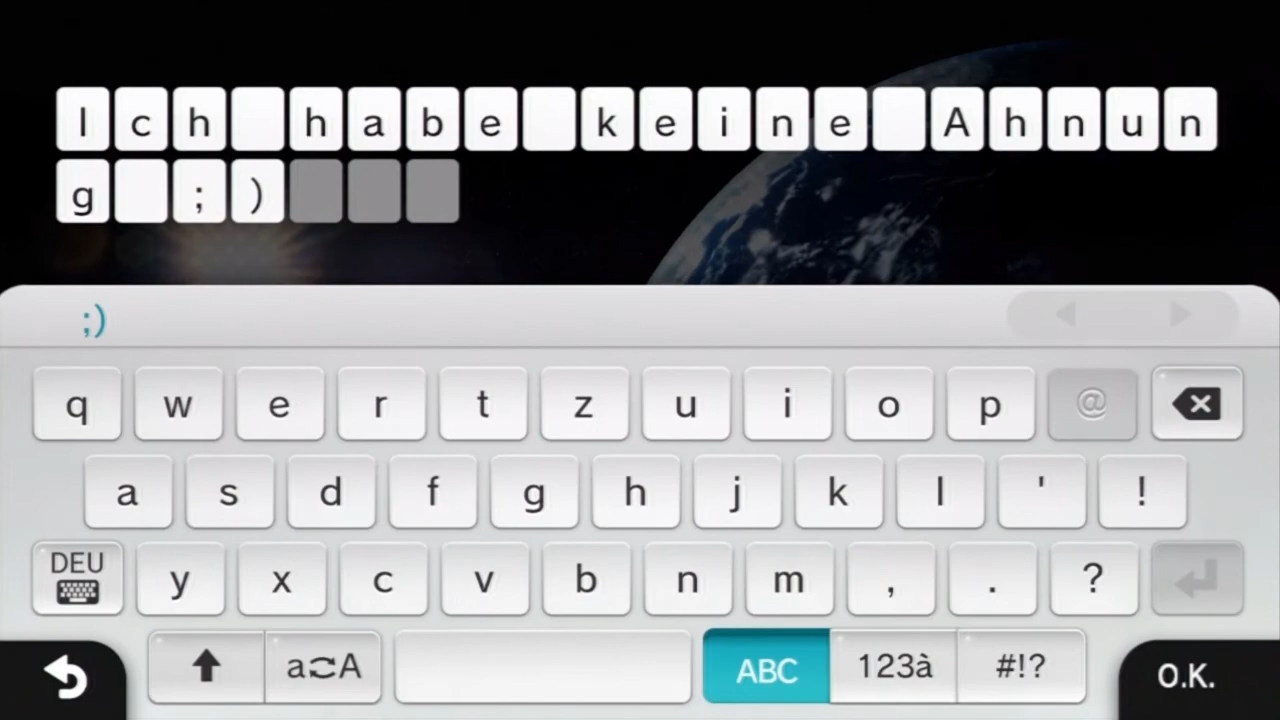 Ich habe keine Ahnun
g ;)
;)
q w e r t z u i o p @
a s d f g h j k l ' !
DEU
y x c v b n m , . ?
a A ABC 123à #!?
O.K.